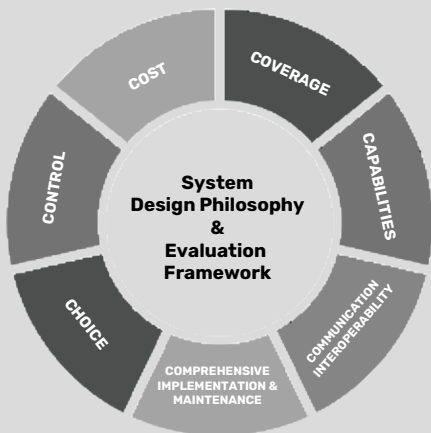 COST
COVERAGE
CONTROL
CAPABILITIES
System
Design Philosophy
&
Evaluation
Framework
CHOICE
COMMUNICATION
INTEROPERABILITY
COMPREHENSIVE
IMPLEMENTATION &
MAINTENANCE